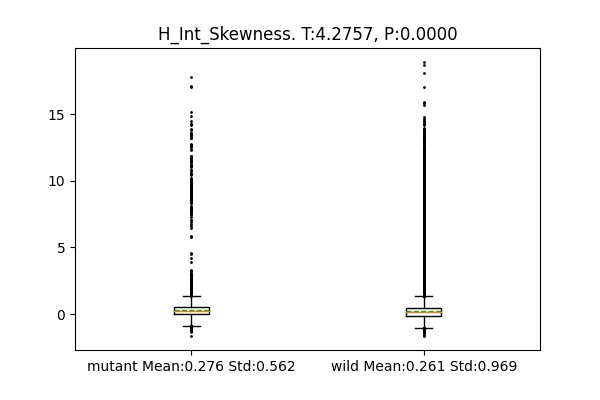 H_Int_Skewness. T:4.2757, P:0.0000
15
10
5
0
mutant Mean:0.276 Std:0.562 wild Mean:0.261 Std:0.969